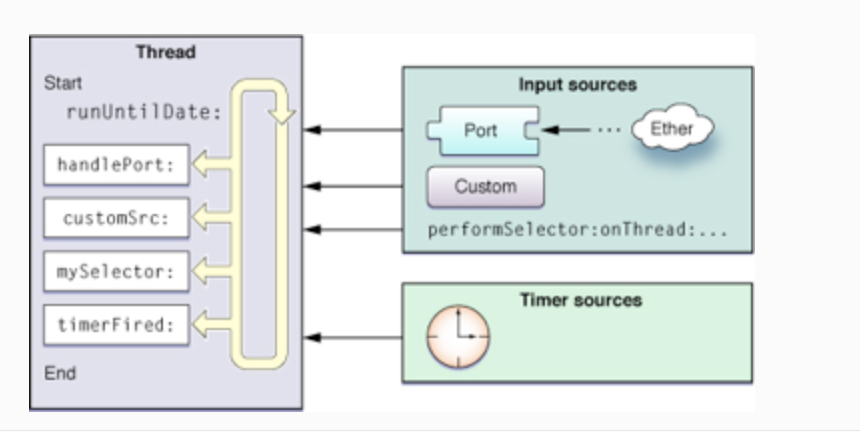 Thread
Start
runUntilDate:
handlePort:
customSrc:
mySelector:
timerFired:
End
Input sources
Port
... Ether
Custom
performSelector:onThread:...
Timer sources